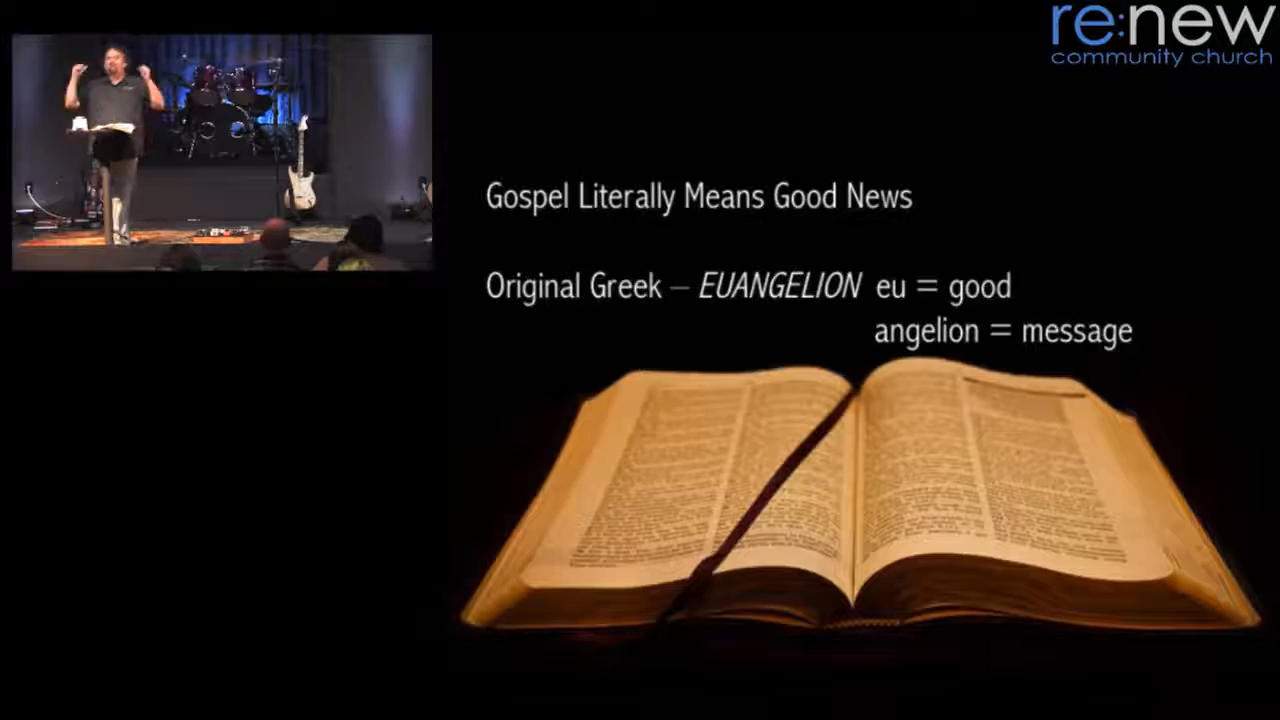 re:new
community church
Gospel Literally Means Good News
Original Greek – EUANGELION eu = good
angelion = message